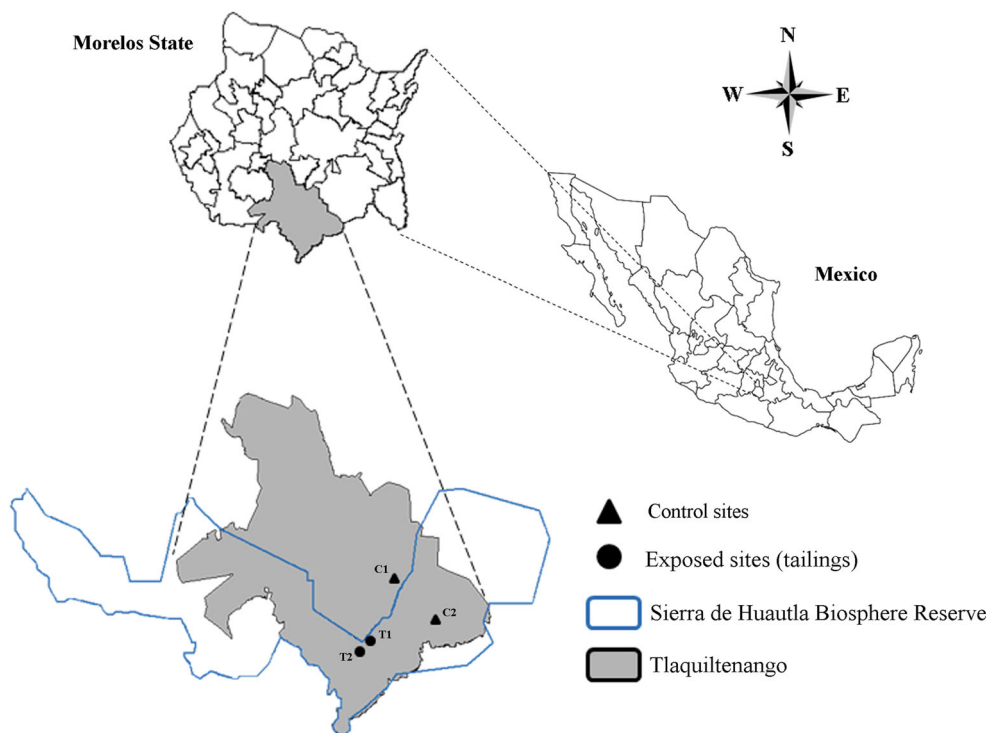 Morelos State
N
W
E
S
Mexico
C1
C2
T1
T2
Control sites
Exposed sites (tailings)
Sierra de Huautla Biosphere Reserve
Tlaquiltenango